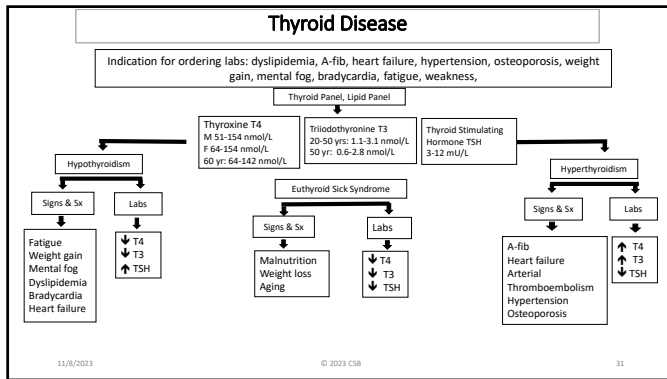 Thyroid Disease
Indication for ordering labs: dyslipidemia, A-fib, heart failure, hypertension, osteoporosis, weight
gain, mental fog, bradycardia, fatigue, weakness,
Thyroid Panel, Lipid Panel
Thyroxine T4
M 51-154 nmol/L
F 64-154 nmol/L
60 yr: 64-142 nmol/L
Triiodothyronine T3
20-50 yrs: 1.1-3.1 nmol/L
50 yr: 0.6-2.8 nmol/L
Thyroid Stimulating
Hormone TSH
3-12 mU/L
Hypothyroidism
Signs & Sx
Labs
Fatigue
Weight gain
Mental fog
Dyslipidemia
Bradycardia
Heart failure
↓ T4
↓ T3
↑ TSH
Euthyroid Sick Syndrome
Signs & Sx
Labs
Malnutrition
Weight loss
Aging
↓ T4
↓ T3
↓ TSH
Hyperthyroidism
Signs & Sx
Labs
A-fib
Heart failure
Arterial
Thromboembolism
Hypertension
Osteoporosis
↑ T4
↑ T3
↓ TSH
11/8/2023
© 2023 CSB
31